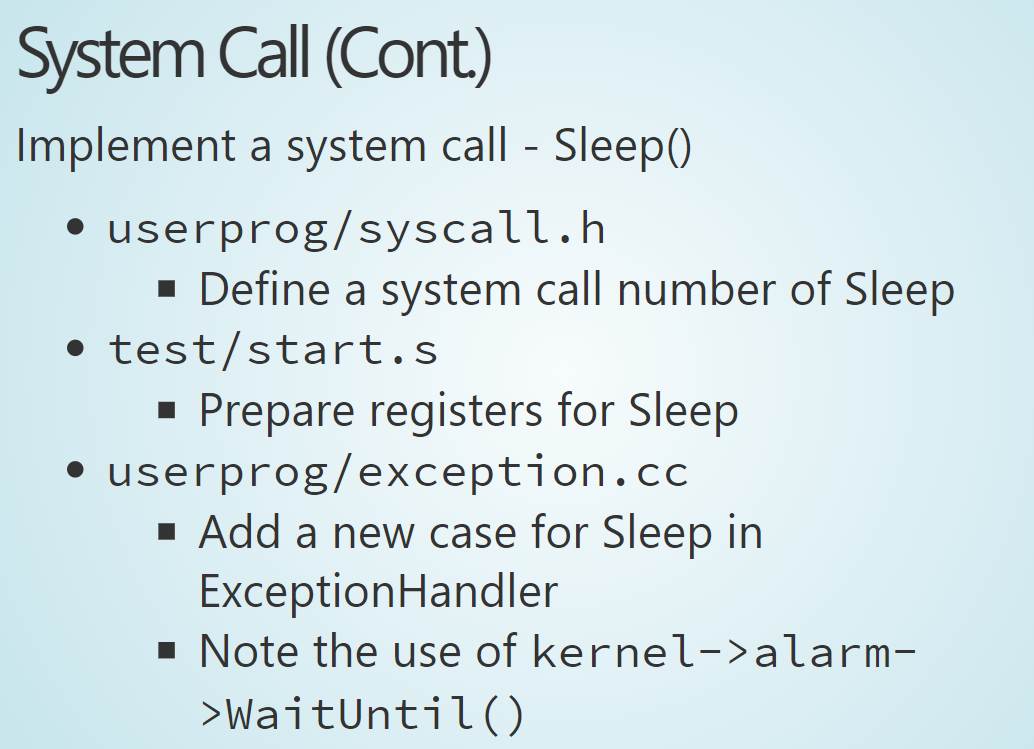 System Call (Cont.)
Implement a system call - Sleep()
• userprog/syscall.h
▪ Define a system call number of Sleep
• test/start.s
▪ Prepare registers for Sleep
• userprog/exception.cc
▪ Add a new case for Sleep in
ExceptionHandler
▪ Note the use of kernel->alarm-
>WaitUntil()